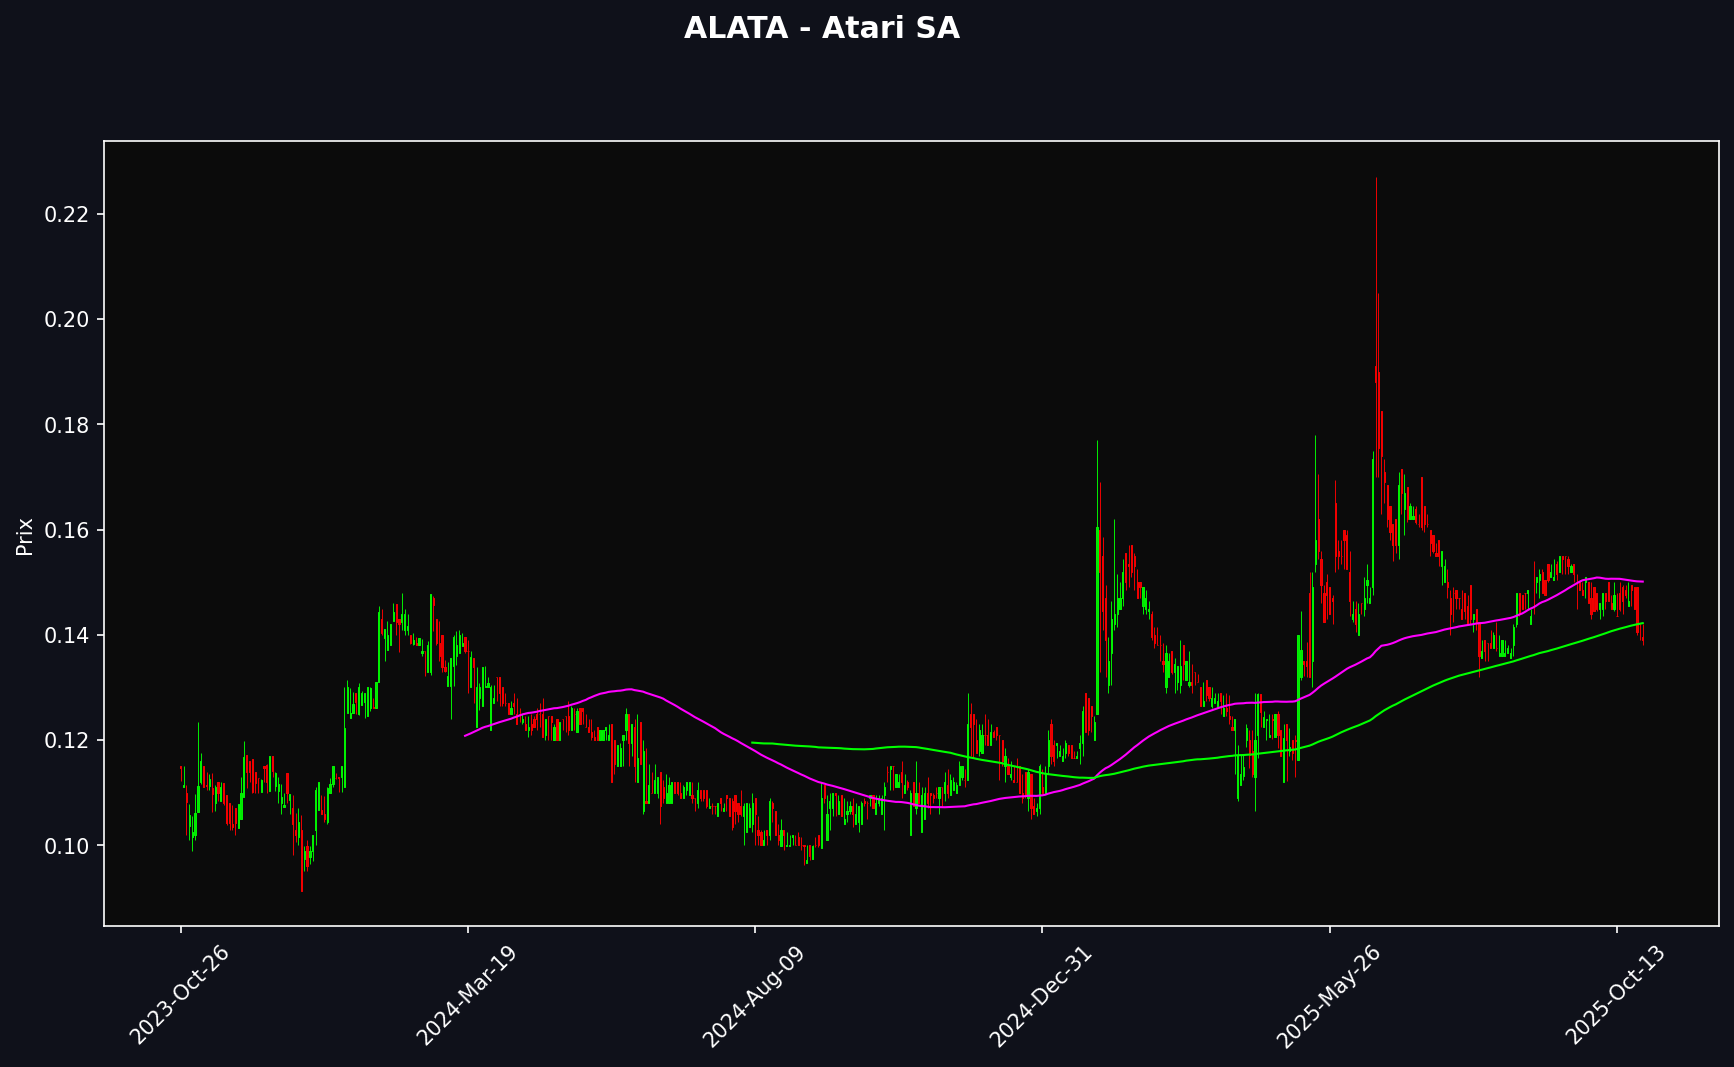 ALATA - Atari SA
Prix
0.22
0.20
0.18
0.16
0.14
0.12
0.10
2023-Oct-26
2024-Mar-19
2024-Aug-09
2024-Dec-31
2025-May-26
2025-Oct-13